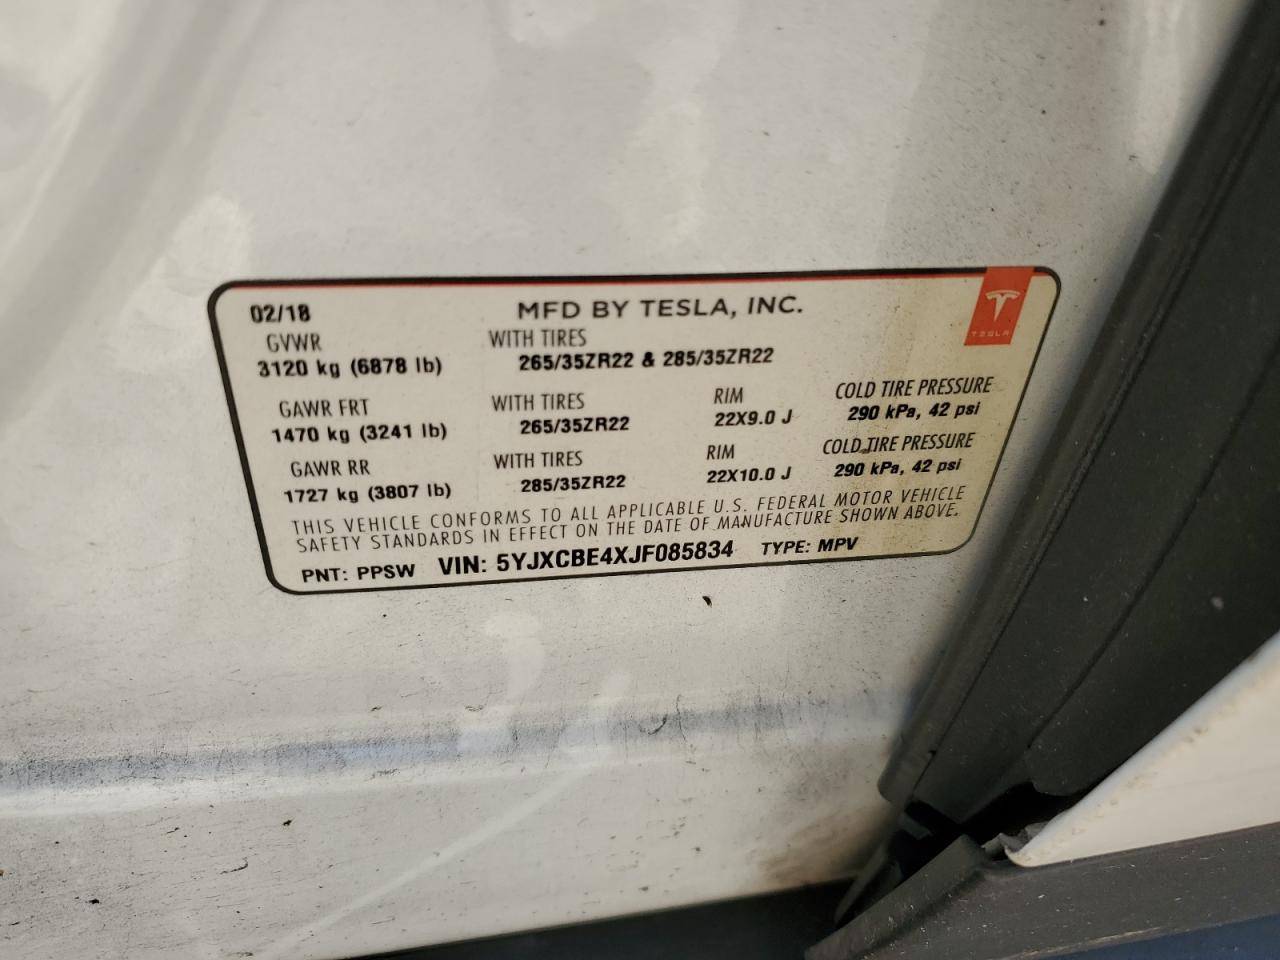 02/18 MFD BY TESLA, INC.
TESLA
GVWR WITH TIRES
3120 kg (6878 lb) 265/35ZR22 & 285/35ZR22
GAWR FRT WITH TIRES RIM COLD TIRE PRESSURE
1470 kg (3241 lb) 265/35ZR22 22X9.0 J 290 kPa, 42 psi
GAWR RR WITH TIRES RIM COLD TIRE PRESSURE
1727 kg (3807 lb) 285/35ZR22 22X10.0 J 290 kPa, 42 psi
THIS VEHICLE CONFORMS TO ALL APPLICABLE U.S. FEDERAL MOTOR VEHICLE
SAFETY STANDARDS IN EFFECT ON THE DATE OF MANUFACTURE SHOWN ABOVE.
PNT: PPSW VIN: 5YJXCBE4XJF085834 TYPE: MPV